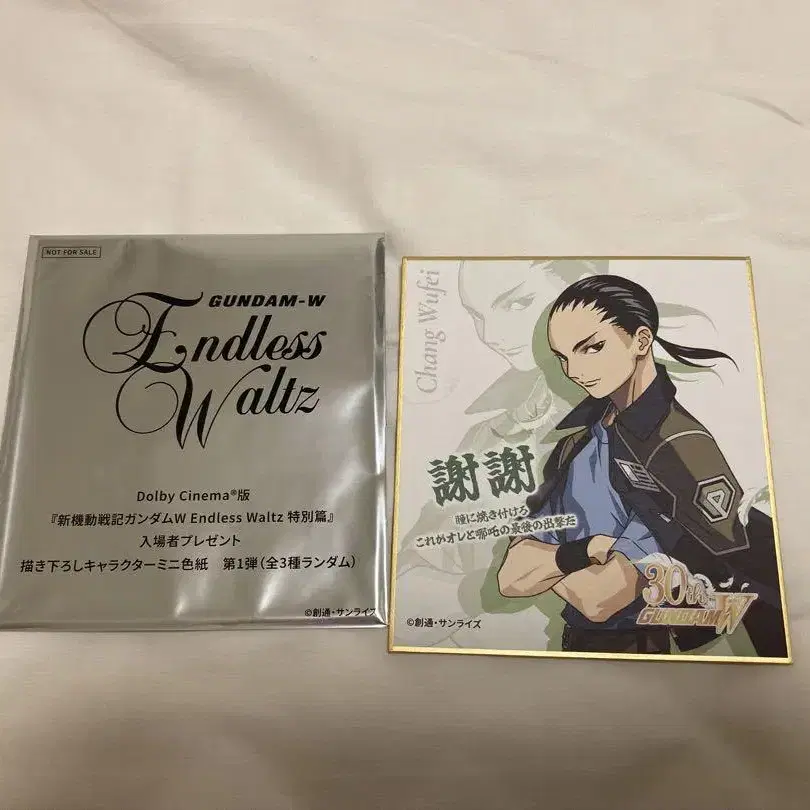 NOT FOR SALE
GUNDAM-W
Endless
Waltz
Dolby Cinema®版
『新機動戦記ガンダムW Endless Waltz 特別篇』
入場者プレゼント
描き下ろしキャラクターミニ色紙　第1弾(全3種ランダム)
©創通・サンライズ
Chang Wufei
謝謝
瞳に焼き付けろ
これがオレと哪吒の最後の出撃だ
30th
GUNDAM W
©創通・サンライズ